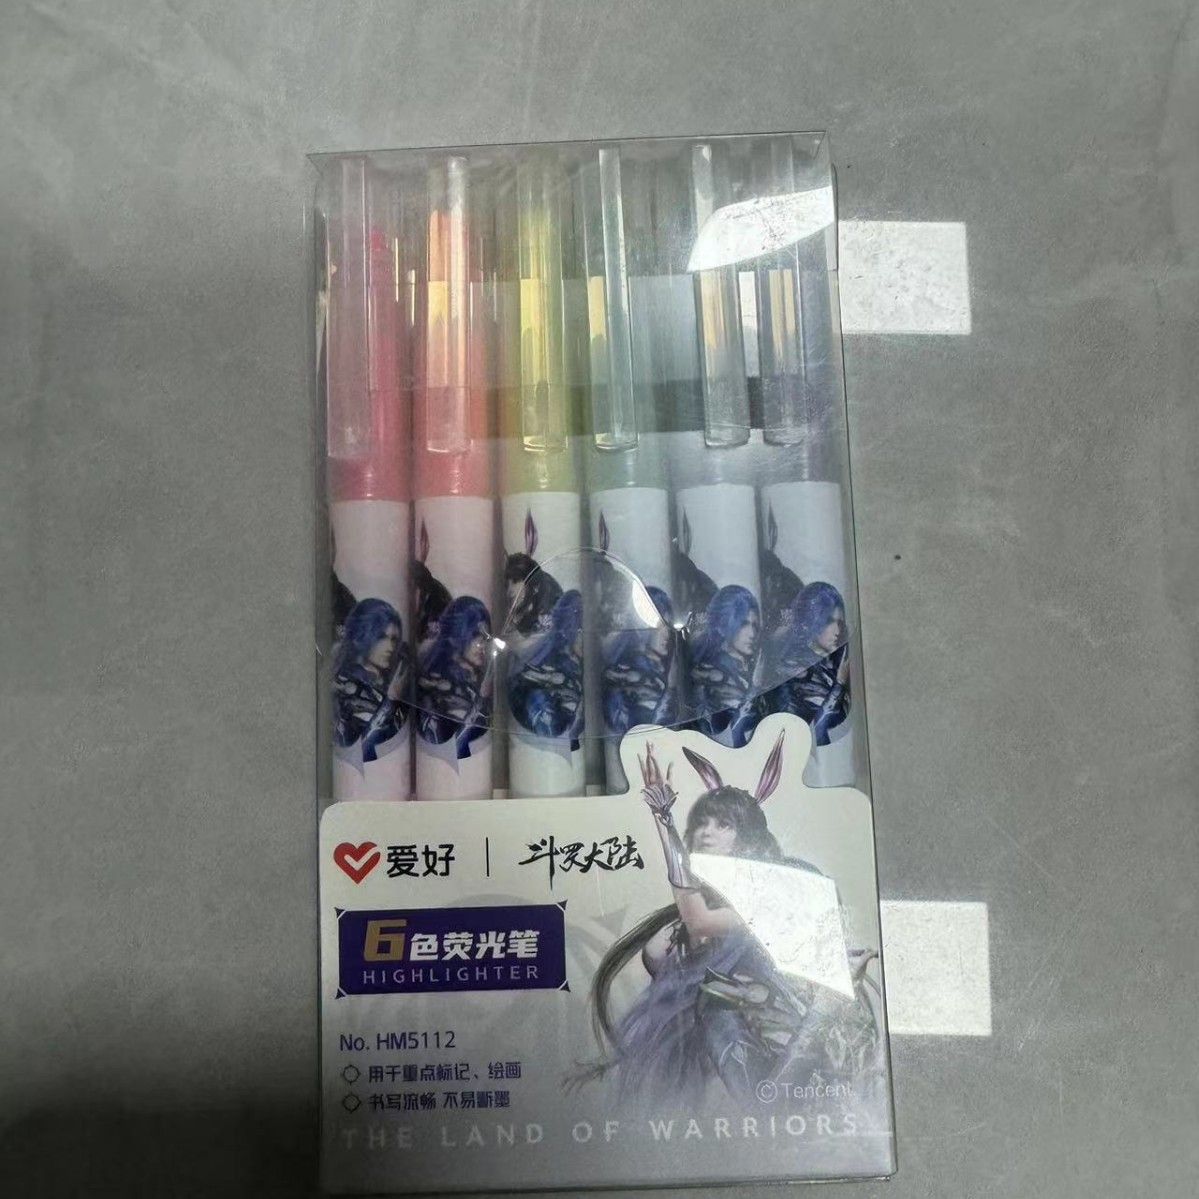 爱好 | 斗罗大陆
6色荧光笔
HIGHLIGHTER
No. HM5112
用于重点标记、绘画
书写流畅 不易断墨
© Tencent
THE LAND OF WARRIORS